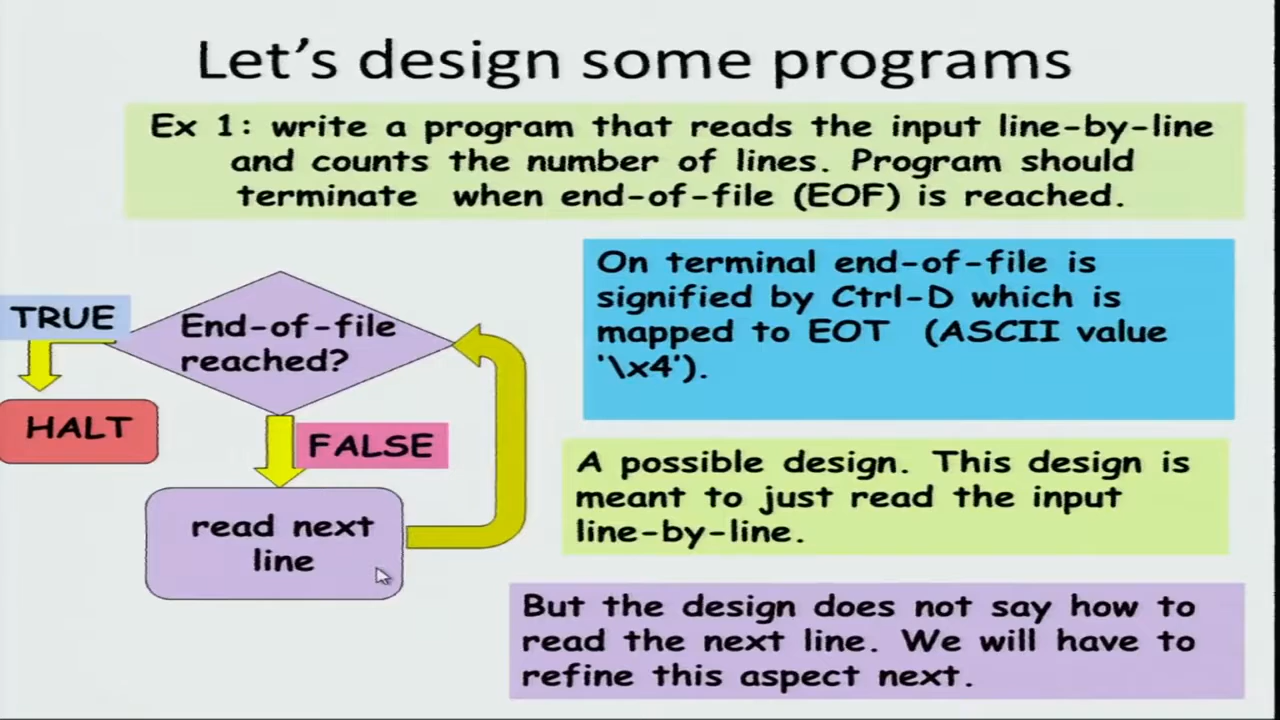 Let's design some programs
Ex 1: write a program that reads the input line-by-line
and counts the number of lines. Program should
terminate when end-of-file (EOF) is reached.
On terminal end-of-file is
signified by Ctrl-D which is
mapped to EOT (ASCII value
'\x4').
TRUE
End-of-file
reached?
HALT
FALSE
read next
line
A possible design. This design is
meant to just read the input
line-by-line.
But the design does not say how to
read the next line. We will have to
refine this aspect next.